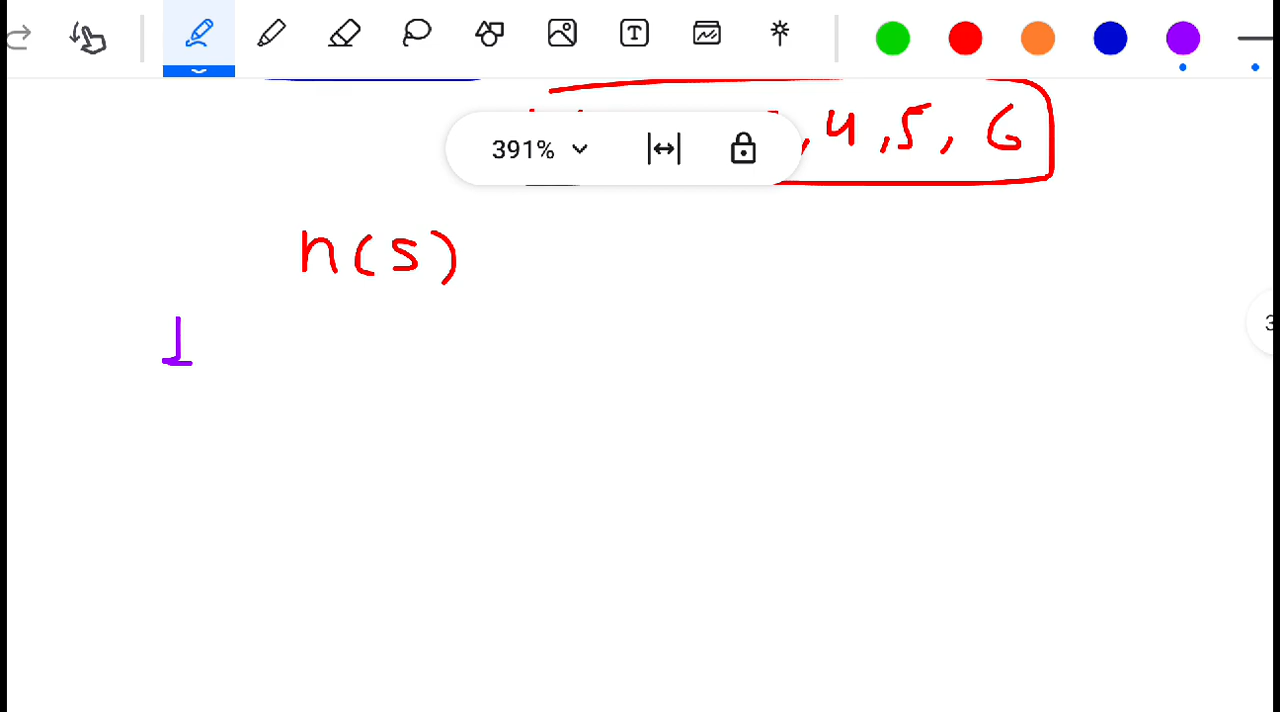 391%
, 4 , 5 , 6
n(s)
1